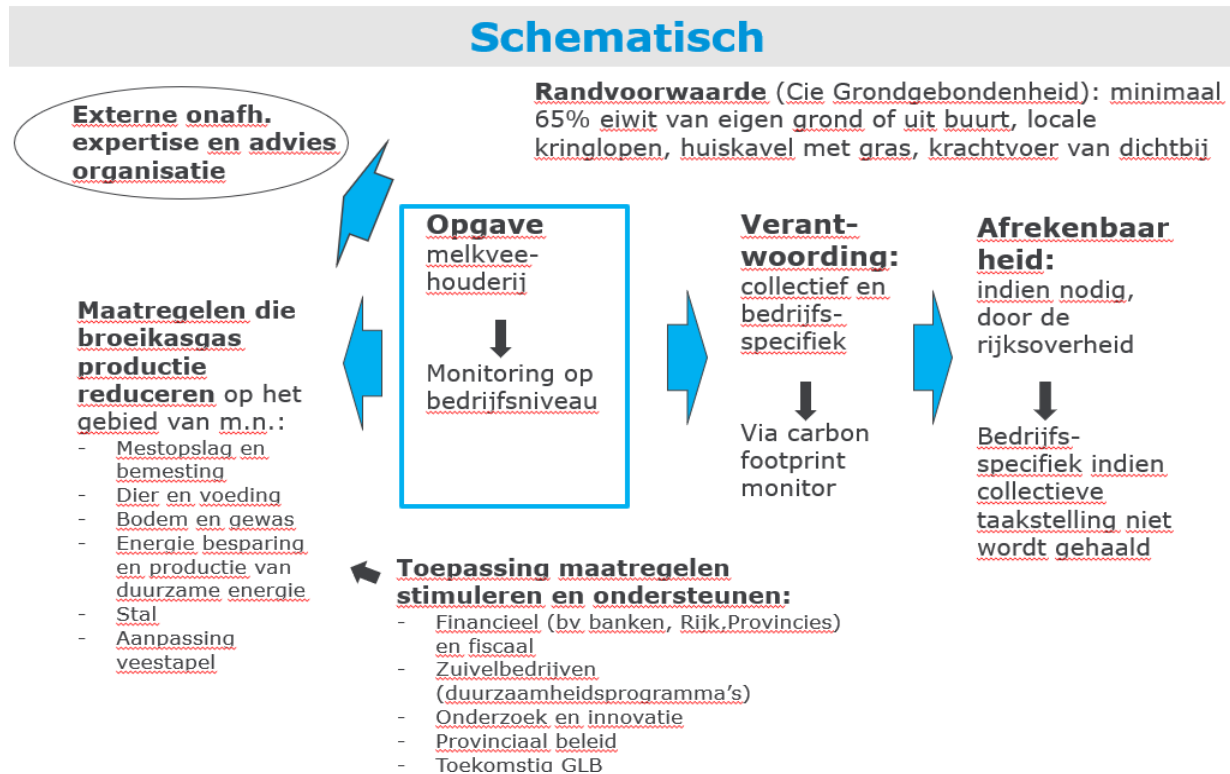 Schematisch
Externe onafh.
expertise en advies
organisatie
Randvoorwaarde (Cie Grondgebondenheid): minimaal
65% eiwit van eigen grond of uit buurt, locale
kringlopen, huiskavel met gras, krachtvoer van dichtbij
Maatregelen die
broeikasgas
productie
reduceren op het
gebied van m.n.:
- Mestopslag en
bemesting
- Dier en voeding
- Bodem en gewas
- Energie besparing
en productie van
duurzame energie
- Stal
- Aanpassing
veestapel
Opgave
melkvee-
houderij
Monitoring op
bedrijfsniveau
Verant-
woording:
collectief en
bedrijfs-
specifiek
Via carbon
footprint
monitor
Afrekenbaar
heid:
indien nodig,
door de
rijksoverheid
Bedrijfs-
specifiek indien
collectieve
taakstelling niet
wordt gehaald
Toepassing maatregelen
stimuleren en ondersteunen:
- Financieel (bv banken, Rijk,Provincies)
en fiscaal
- Zuivelbedrijven
(duurzaamheidsprogramma's)
- Onderzoek en innovatie
- Provinciaal beleid
- Toekomstig GLB